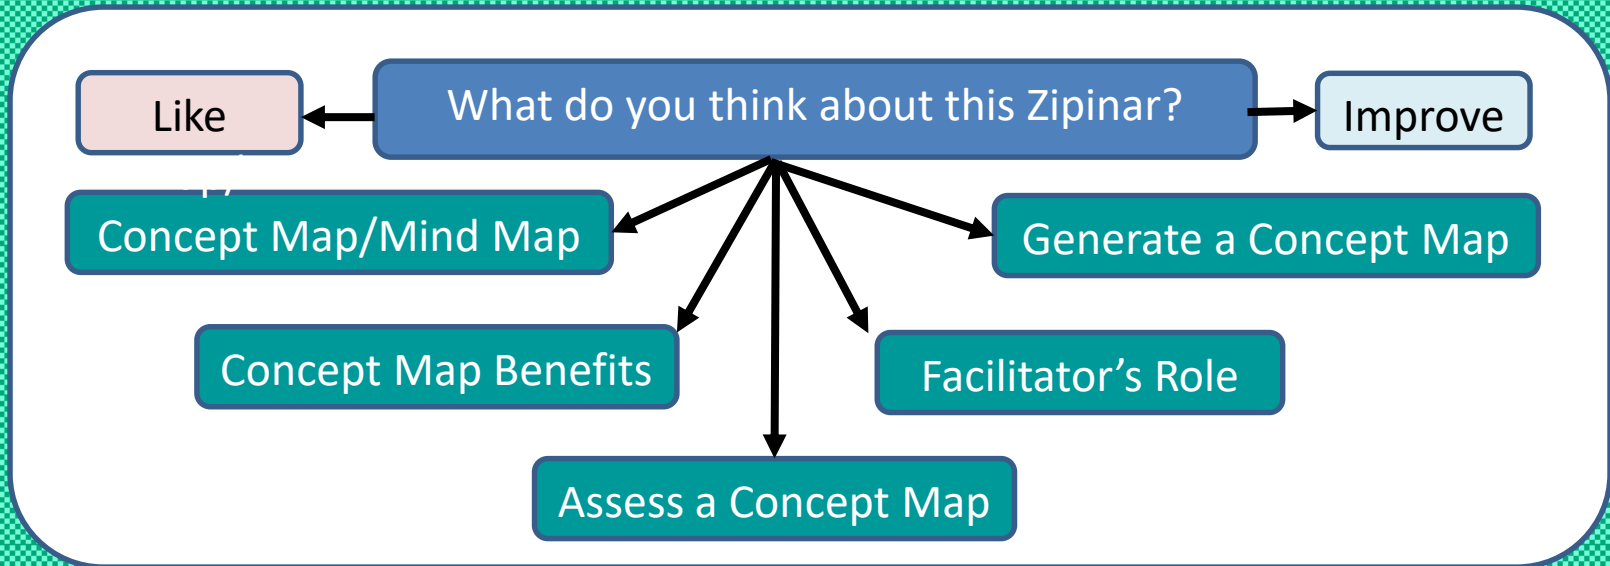 What do you think about this Zipinar?
Like
Improve
Concept Map/Mind Map
Generate a Concept Map
Concept Map Benefits
Facilitator’s Role
Assess a Concept Map